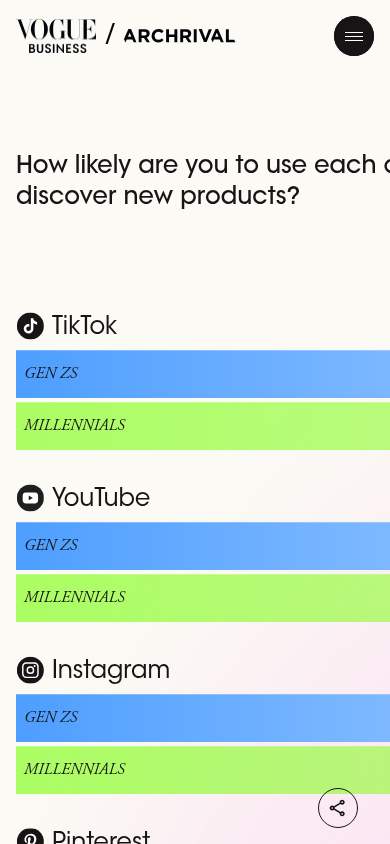 VOGUE
BUSINESS / ARCHRIVAL
How likely are you to use each
discover new products?
TikTok
GEN ZS
MILLENNIALS
YouTube
GEN ZS
MILLENNIALS
Instagram
GEN ZS
MILLENNIALS
Pinterest